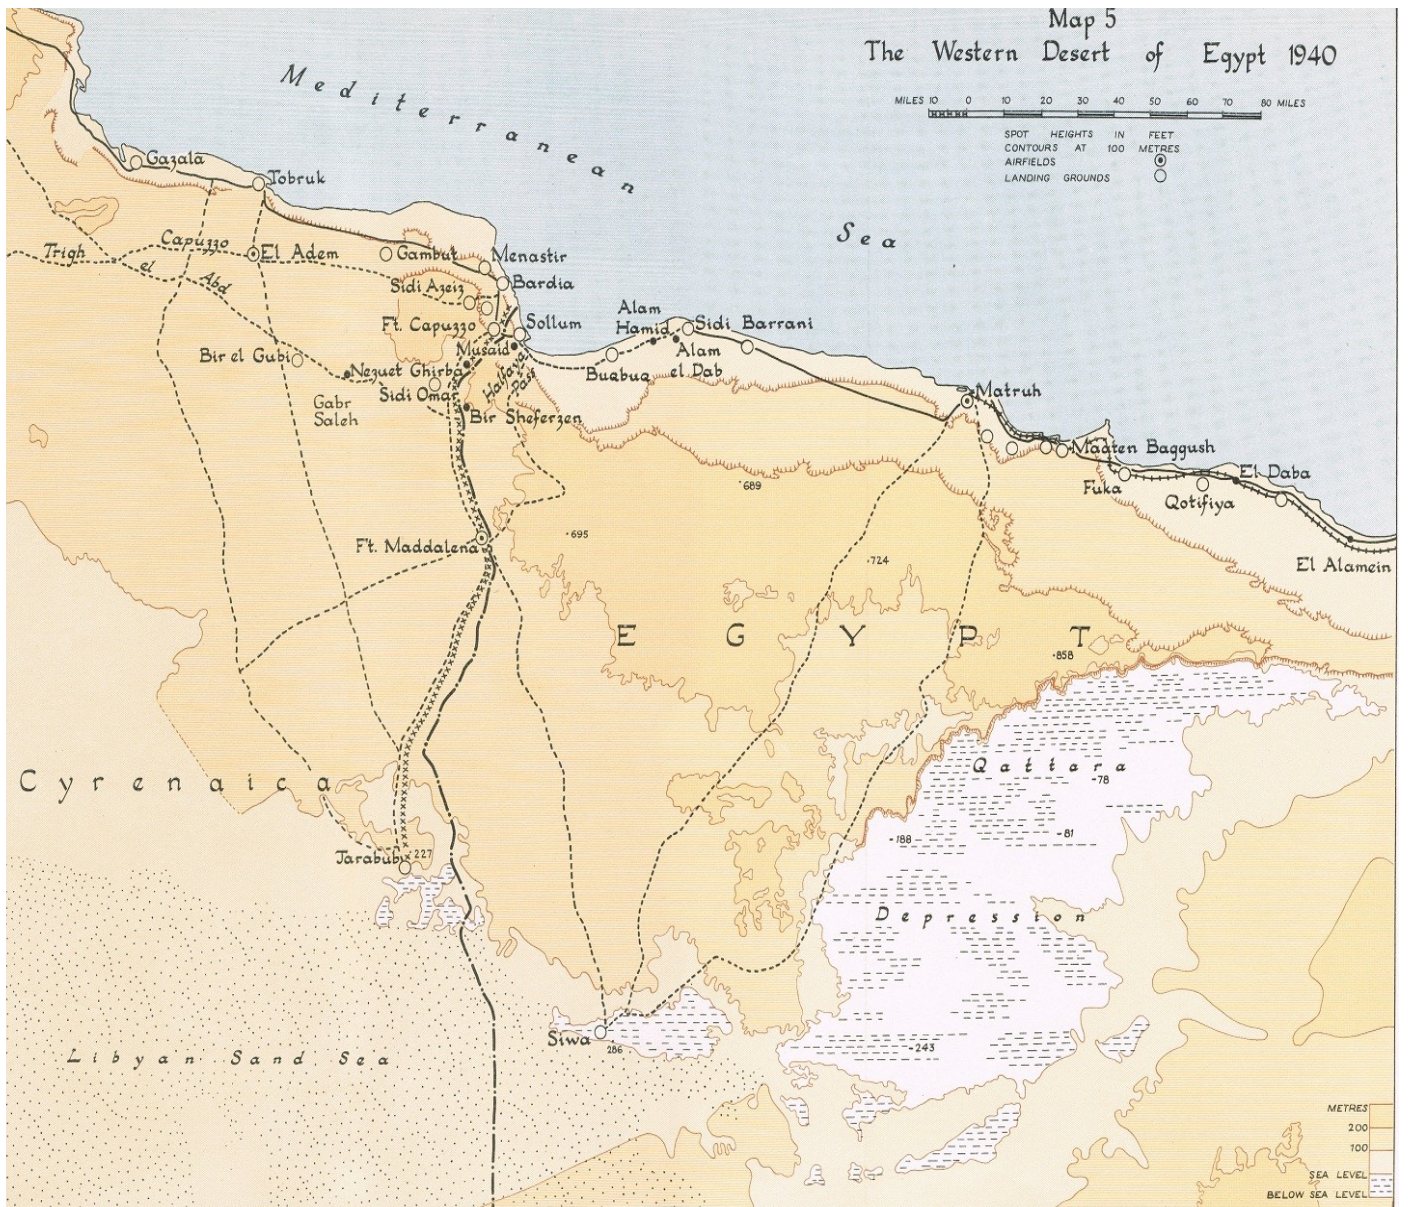 Map 5
The Western Desert of Egypt 1940
MILES 10 0 10 20 30 40 50 60 70 80 MILES
SPOT HEIGHTS IN FEET
CONTOURS AT 100 METRES
AIRFIELDS
LANDING GROUNDS
Mediterranean
Sea
Gazala
Tobruk
Trigh Capuzzo
El Adem
Gambut
Menastir
el Abd
Sidi Azeiz
Bardia
Ft. Capuzzo
Sollum
Alam
Hamid
Sidi Barrani
Musaid
Alam
el Dab
Bir el Gubi
Nezuet Ghirba
Halfaya
Pass
Buqbuq
Sidi Omar
Gabr
Saleh
Bir Sheferzen
Matruh
Maaten Baggush
El Daba
Fuka
Qotifiya
El Alamein
689
695
Ft. Maddalena
724
EGYPT
858
Cyrenaica
Qattara
-78
-81
-188
Jarabub
227
Depression
Libyan Sand Sea
Siwa
286
-243
METRES
200
100
SEA LEVEL
BELOW SEA LEVEL